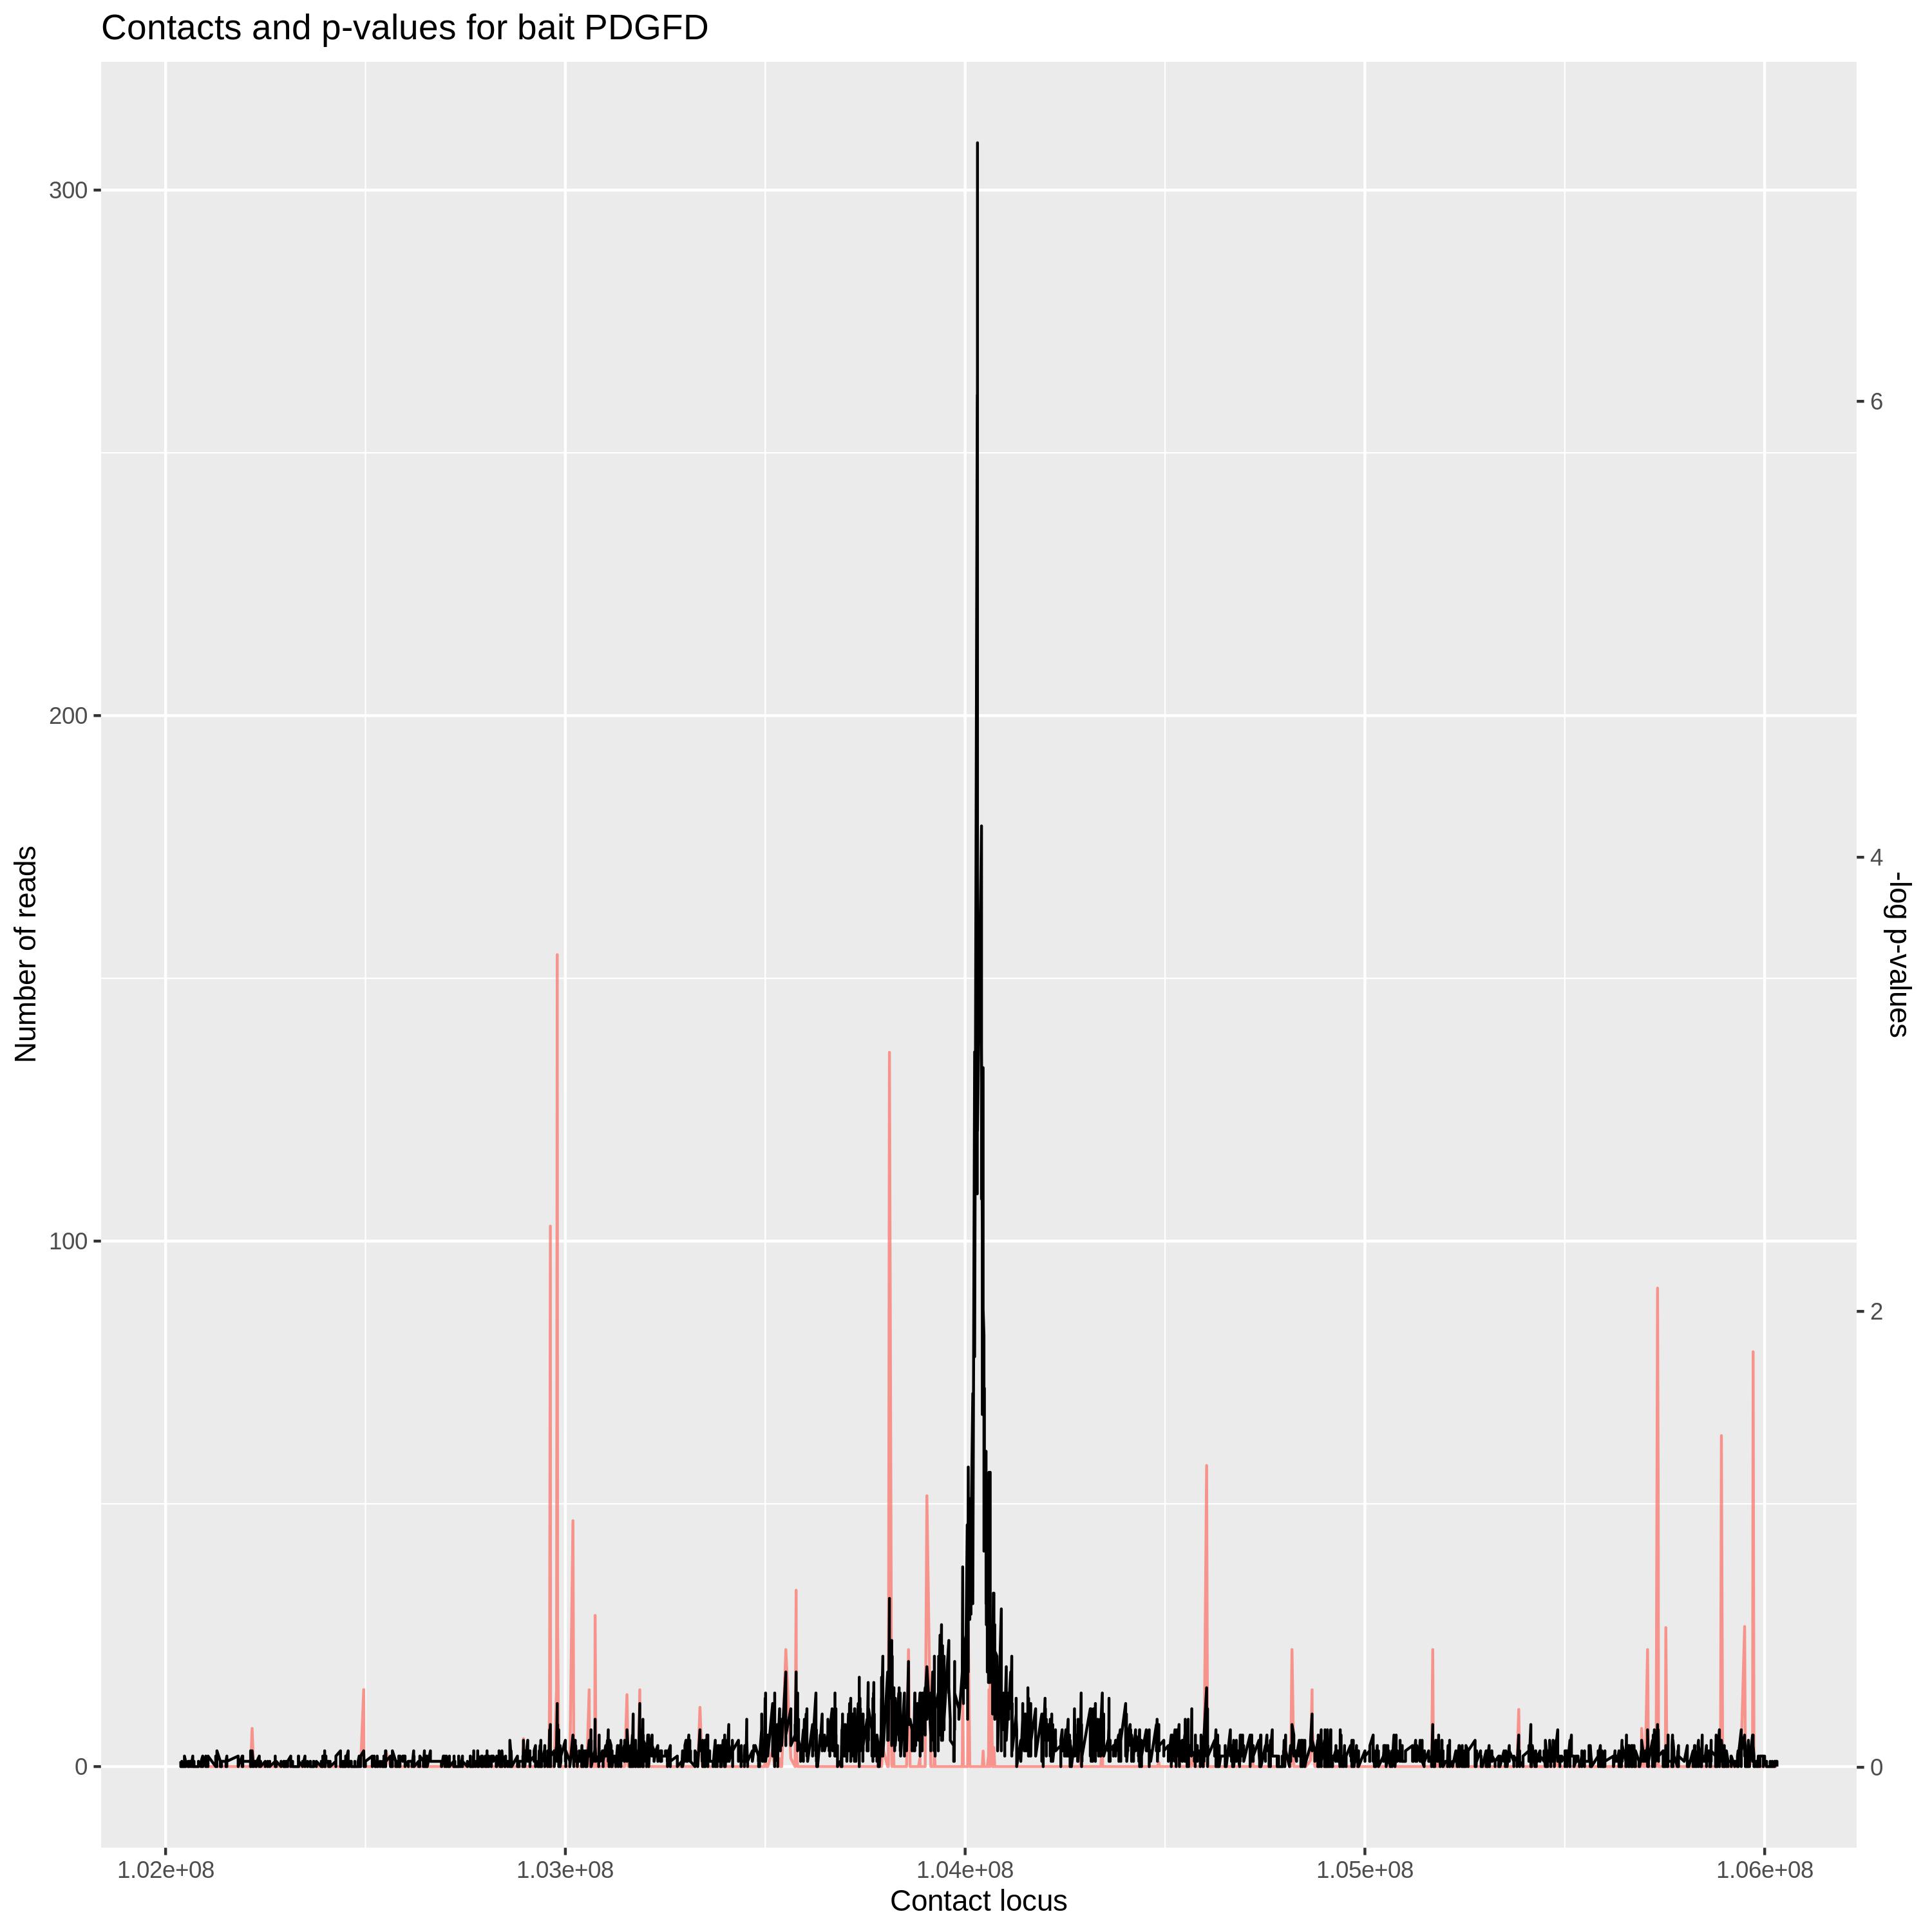 Contacts and p-values for bait PDGFD
300
200
100
0
Number of reads
6
4
2
0
-log p-values
1.02e+08 1.03e+08 1.04e+08 1.05e+08 1.06e+08
Contact locus